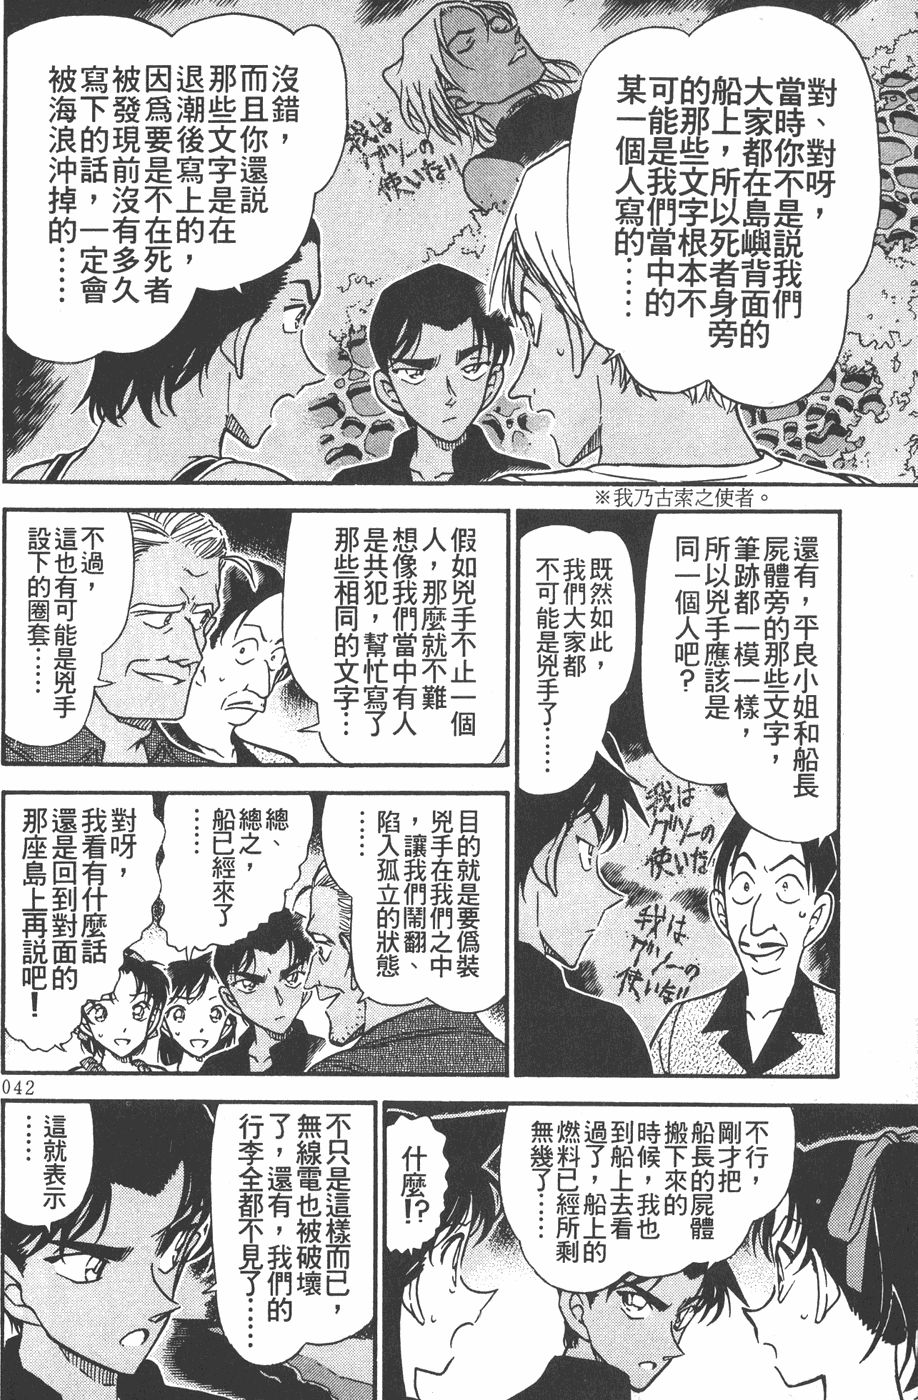 對、對呀，
當時你不是說我們
大家都在島嶼背面的
船上，所以死者身旁
的那些文字根本不
可能是我們當中的
某一個人寫的⋯⋯
我は
グソーの
使いな!!
沒錯，
而且你還說
那些文字是在
退潮後寫上的，
因為要是不在死者
被發現前沒有多久
寫下的話，一定會
被海浪沖掉的⋯⋯
※我乃古索之使者。
還有，平良小姐和船長
屍體旁的那些文字，
筆跡都一模一樣，
所以兇手應該是
同一個人吧？
既然如此，
我們大家都
不可能是兇手了⋯⋯
我は
グソーの
使いな!!
我は
グソーの
使いな!!
假如兇手不止一個
人，那麼就不難
想像我們當中有人
是共犯，幫忙寫了
那些相同的文字⋯
不過，
這也有可能是兇手
設下的圈套⋯⋯
目的就是要偽裝
兇手在我們之中
，讓我們鬧翻、
陷入孤立的狀態
⋯⋯
總、
總之，
船已經來了
⋯⋯
對呀，
我看有什麼話
還是回到對面的
那座島上再說吧！
042
不行，
剛才把
船長的屍體
搬下來的
時候，我也
到船上去看
過了，船上的
燃料已經所剩
無幾了⋯⋯
什麼!?
不只是這樣而已，
無線電也被破壞
了，還有，我們的
行李全都不見了⋯⋯
這就表示
⋯⋯